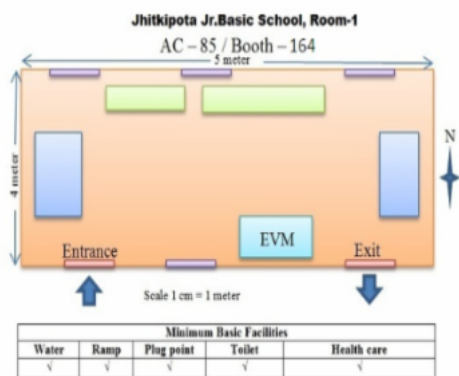 Jhitkipota Jr.Basic School, Room-1
AC – 85 / Booth – 164
5 meter
4 meter
N
EVM
Entrance
Exit
Scale 1 cm = 1 meter
Minimum Basic Facilities
Water Ramp Plug point Toilet Health care
√ √ √ √ √